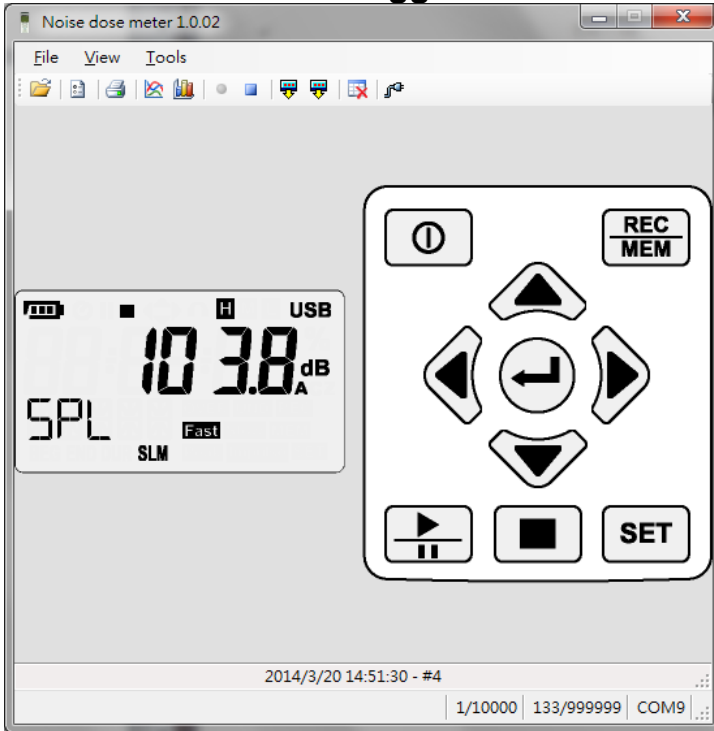 Noise dose meter 1.0.02
File View Tools
REC
MEM
H USB
103.8 dB
A
SPL Fast
SLM
SET
2014/3/20 14:51:30 - #4
1/10000 133/999999 COM9